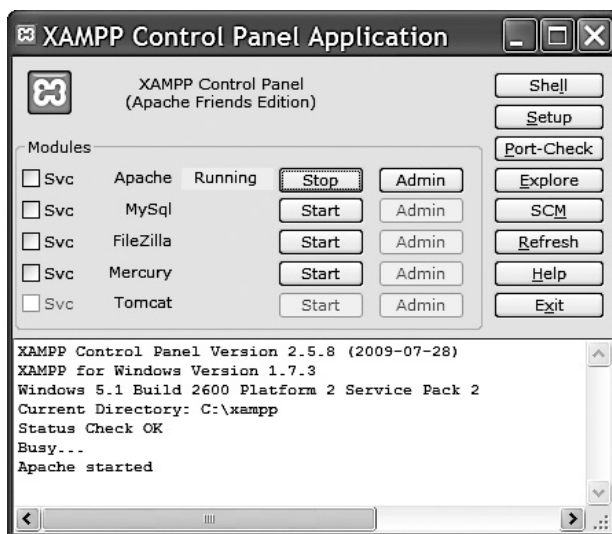 XAMPP Control Panel Application
XAMPP Control Panel
(Apache Friends Edition)
Shell
Setup
Port-Check
Explore
SCM
Refresh
Help
Exit
Modules
Svc Apache Running Stop Admin
Svc MySql Start Admin
Svc FileZilla Start Admin
Svc Mercury Start Admin
Svc Tomcat Start Admin
XAMPP Control Panel Version 2.5.8 (2009-07-28)
XAMPP for Windows Version 1.7.3
Windows 5.1 Build 2600 Platform 2 Service Pack 2
Current Directory: C:\xampp
Status Check OK
Busy...
Apache started